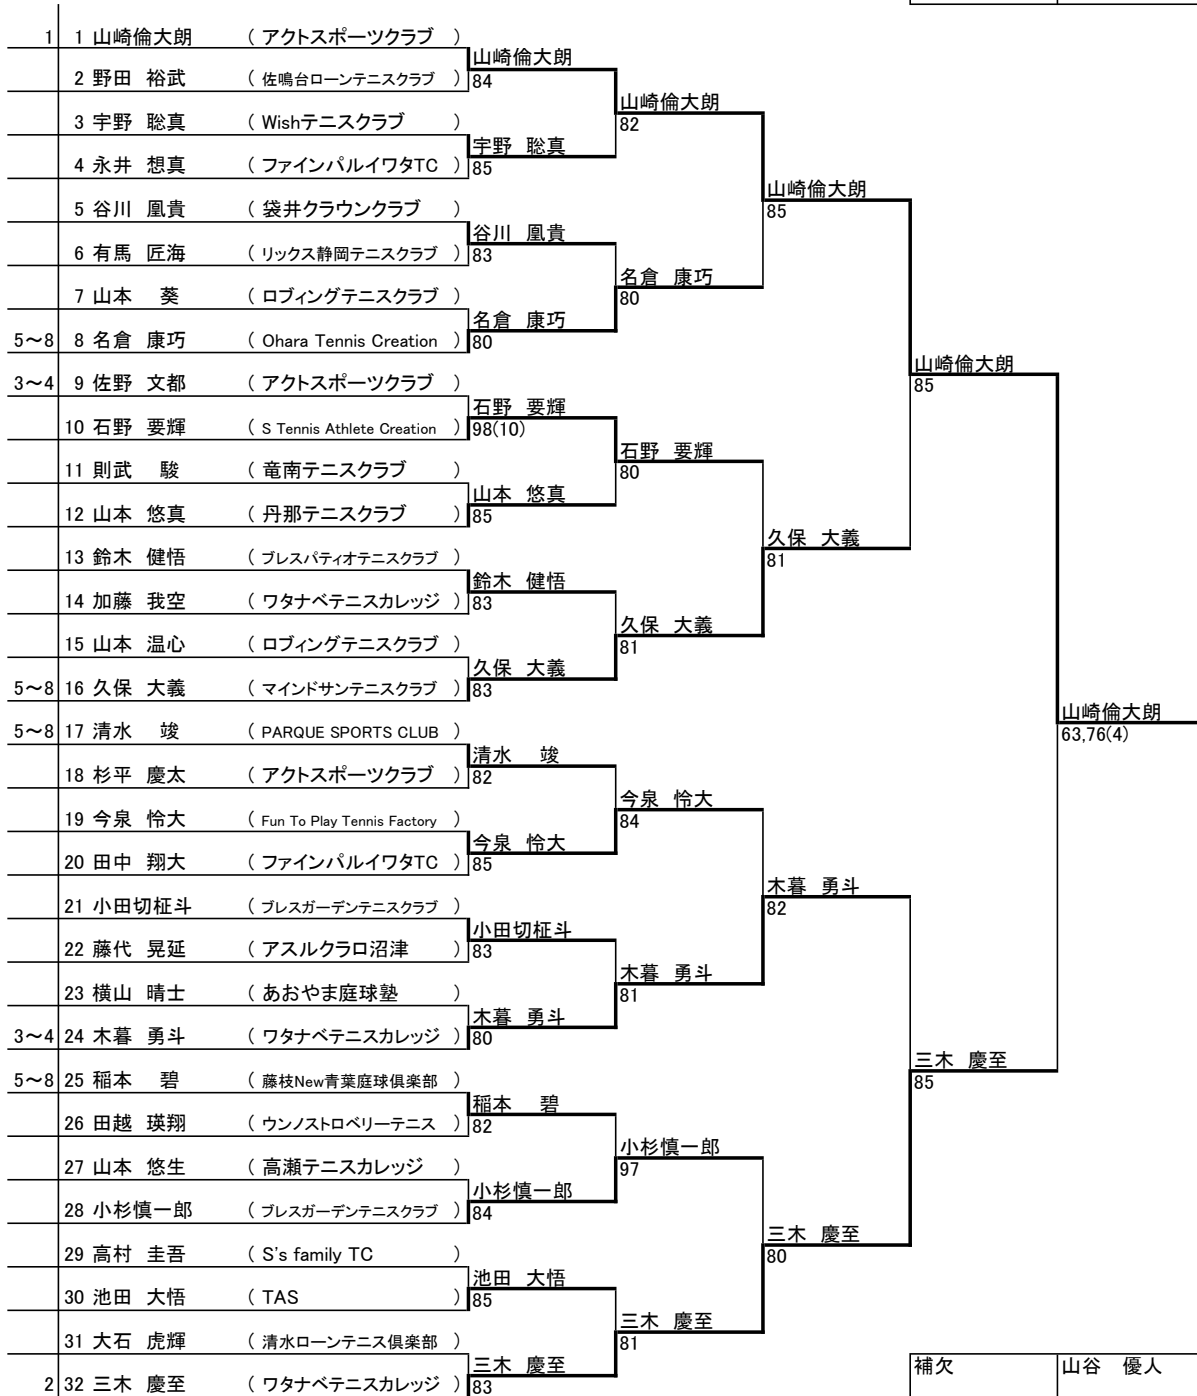 1 1 山崎倫大朗 ( アクトスポーツクラブ )
2 野田 裕武 ( 佐鳴台ローンテニスクラブ )
3 宇野 聡真 ( Wishテニスクラブ )
4 永井 想真 ( ファインパルイワタTC )
5 谷川 凰貴 ( 袋井クラウンクラブ )
6 有馬 匠海 ( リックス静岡テニスクラブ )
7 山本 葵 ( ロブィングテニスクラブ )
5~8 8 名倉 康巧 ( Ohara Tennis Creation )
3~4 9 佐野 文都 ( アクトスポーツクラブ )
10 石野 要輝 ( S Tennis Athlete Creation )
11 則武 駿 ( 竜南テニスクラブ )
12 山本 悠真 ( 丹那テニスクラブ )
13 鈴木 健悟 ( ブレスパティオテニスクラブ )
14 加藤 我空 ( ワタナベテニスカレッジ )
15 山本 温心 ( ロブィングテニスクラブ )
5~8 16 久保 大義 ( マインドサンテニスクラブ )
5~8 17 清水 竣 ( PARQUE SPORTS CLUB )
18 杉平 慶太 ( アクトスポーツクラブ )
19 今泉 怜大 ( Fun To Play Tennis Factory )
20 田中 翔大 ( ファインパルイワタTC )
21 小田切柾斗 ( ブレスガーデンテニスクラブ )
22 藤代 晃延 ( アスルクラロ沼津 )
23 横山 晴士 ( あおやま庭球塾 )
3~4 24 木暮 勇斗 ( ワタナベテニスカレッジ )
5~8 25 稲本 碧 ( 藤枝New青葉庭球倶楽部 )
26 田越 瑛翔 ( ウンノストロベリーテニス )
27 山本 悠生 ( 高瀬テニスカレッジ )
28 小杉慎一郎 ( ブレスガーデンテニスクラブ )
29 高村 圭吾 ( S's family TC )
30 池田 大悟 ( TAS )
31 大石 虎輝 ( 清水ローンテニス倶楽部 )
2 32 三木 慶至 ( ワタナベテニスカレッジ )
山崎倫大朗
84
宇野 聡真
85
谷川 凰貴
83
名倉 康巧
80
石野 要輝
98(10)
山本 悠真
85
鈴木 健悟
83
久保 大義
83
清水 竣
82
今泉 怜大
85
小田切柾斗
83
木暮 勇斗
80
稲本 碧
82
小杉慎一郎
84
池田 大悟
85
三木 慶至
83
山崎倫大朗
82
名倉 康巧
80
石野 要輝
80
久保 大義
81
今泉 怜大
84
木暮 勇斗
81
小杉慎一郎
97
三木 慶至
81
山崎倫大朗
85
久保 大義
81
木暮 勇斗
82
三木 慶至
80
山崎倫大朗
85
三木 慶至
85
山崎倫大朗
63,76(4)
補欠 山谷 優人